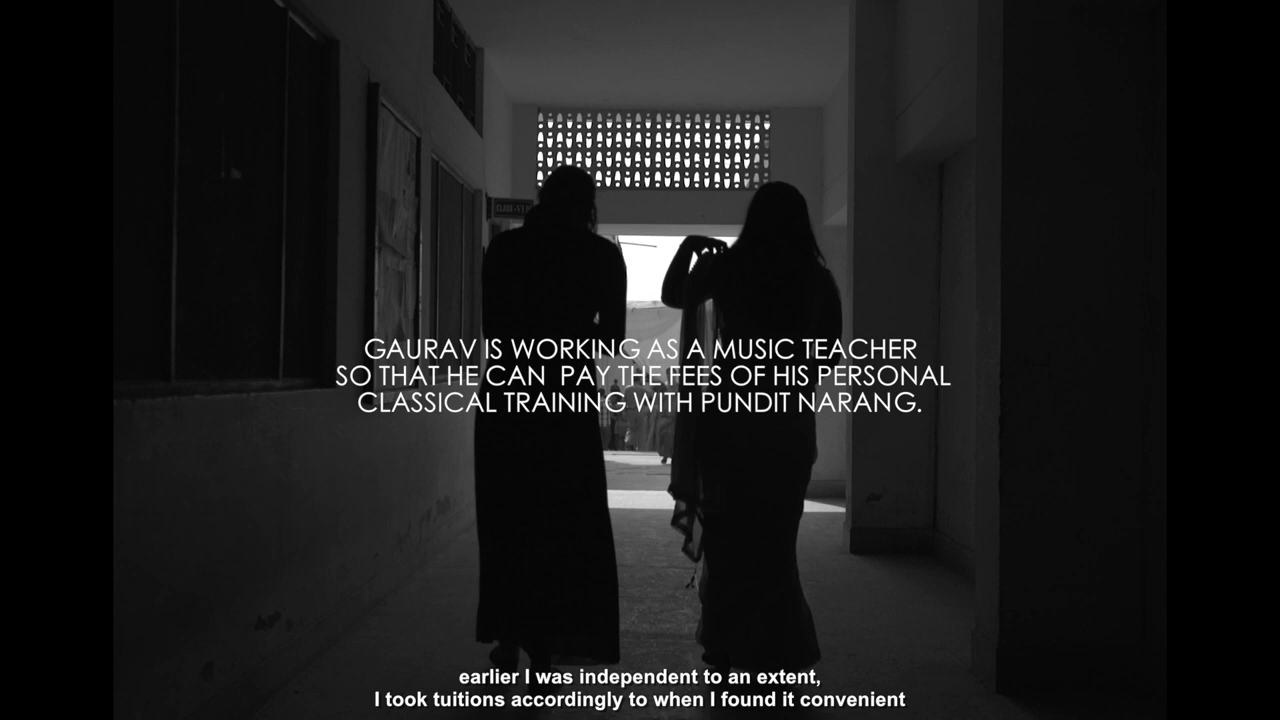 GAURAV IS WORKING AS A MUSIC TEACHER
SO THAT HE CAN PAY THE FEES OF HIS PERSONAL
CLASSICAL TRAINING WITH PUNDIT NARANG.
earlier I was independent to an extent,
I took tuitions accordingly to when I found it convenient